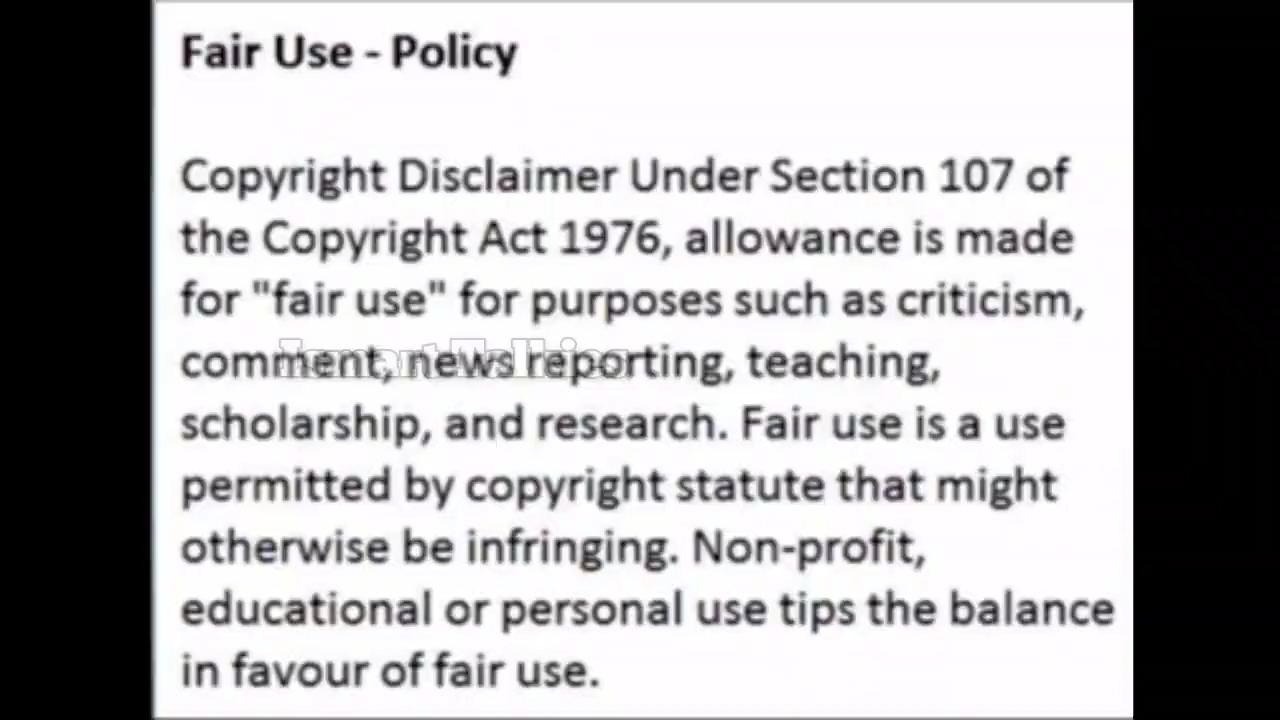 Fair Use - Policy
Copyright Disclaimer Under Section 107 of
the Copyright Act 1976, allowance is made
for "fair use" for purposes such as criticism,
comment, news reporting, teaching,
scholarship, and research. Fair use is a use
permitted by copyright statute that might
otherwise be infringing. Non-profit,
educational or personal use tips the balance
in favour of fair use.